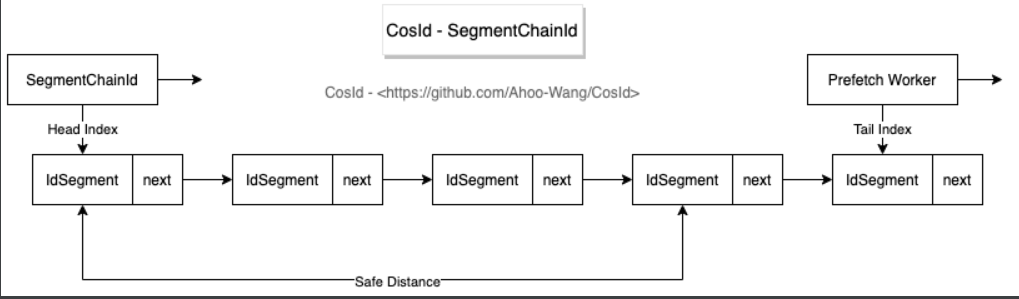 CosId - SegmentChainId
SegmentChainId
CosId - <https://github.com/Ahoo-Wang/CosId>
Prefetch Worker
Head Index
Tail Index
IdSegment next IdSegment next IdSegment next IdSegment next IdSegment next
Safe Distance